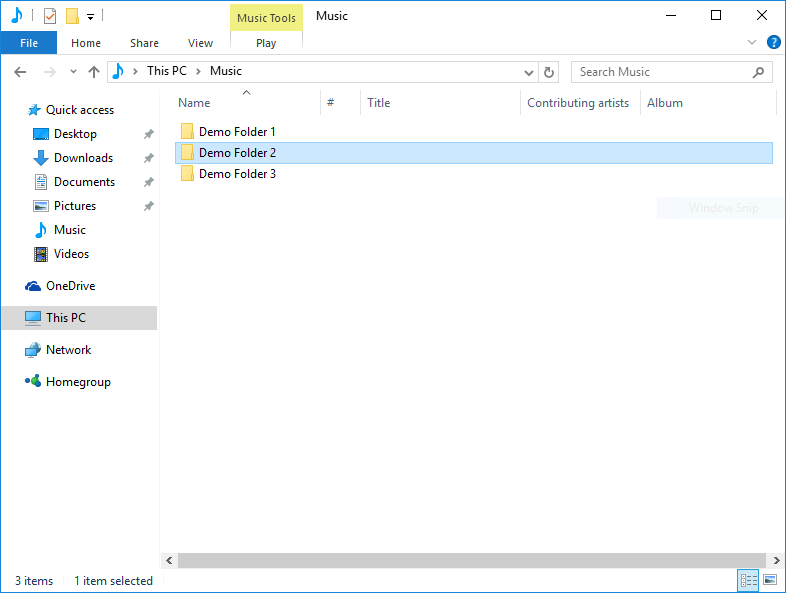 Music Tools Music
File Home Share View Play
This PC Music Search Music
Name # Title Contributing artists Album
Quick access
Desktop
Downloads
Documents
Pictures
Music
Videos
OneDrive
This PC
Network
Homegroup
Demo Folder 1
Demo Folder 2
Demo Folder 3
Window Snip
3 items 1 item selected